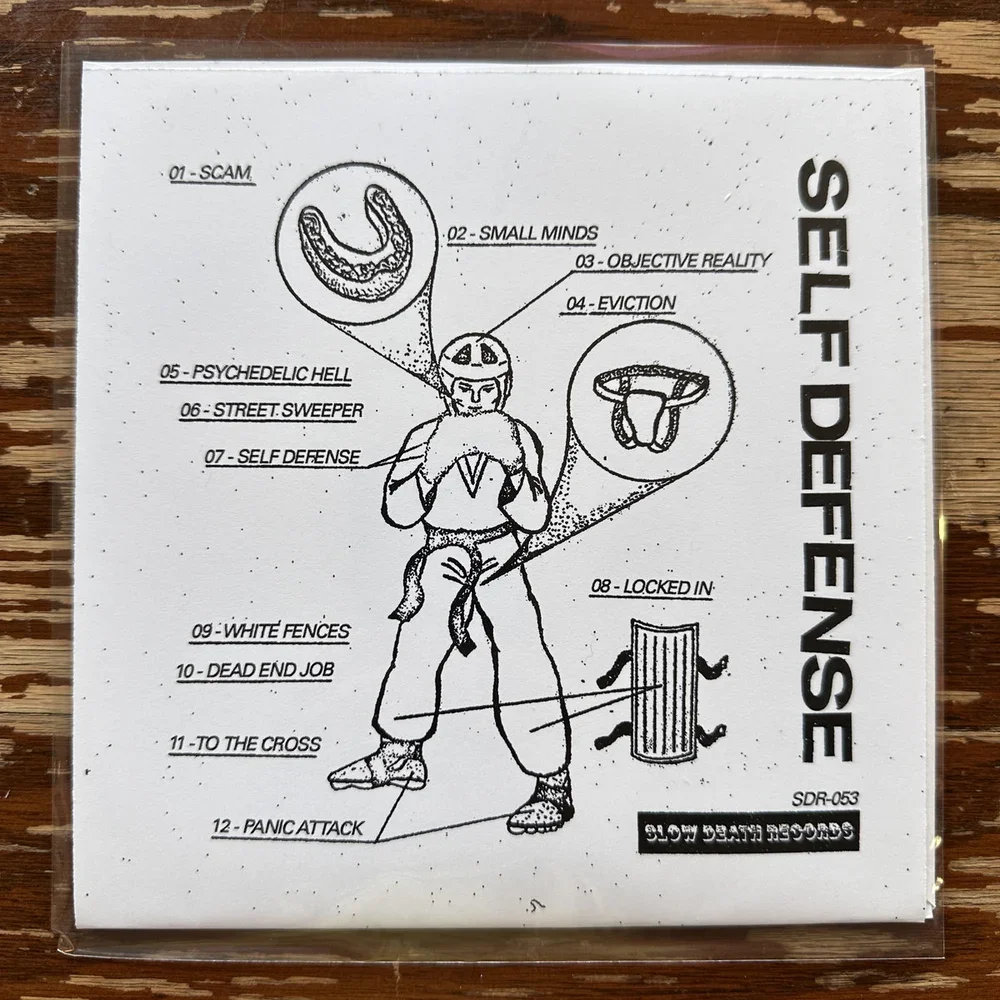 01 - SCAM
02 - SMALL MINDS
03 - OBJECTIVE REALITY
04 - EVICTION
05 - PSYCHEDELIC HELL
06 - STREET SWEEPER
07 - SELF DEFENSE
08 - LOCKED IN
09 - WHITE FENCES
10 - DEAD END JOB
11 - TO THE CROSS
12 - PANIC ATTACK
SELF DEFENSE
SDR-053
SLOW DEATH RECORDS